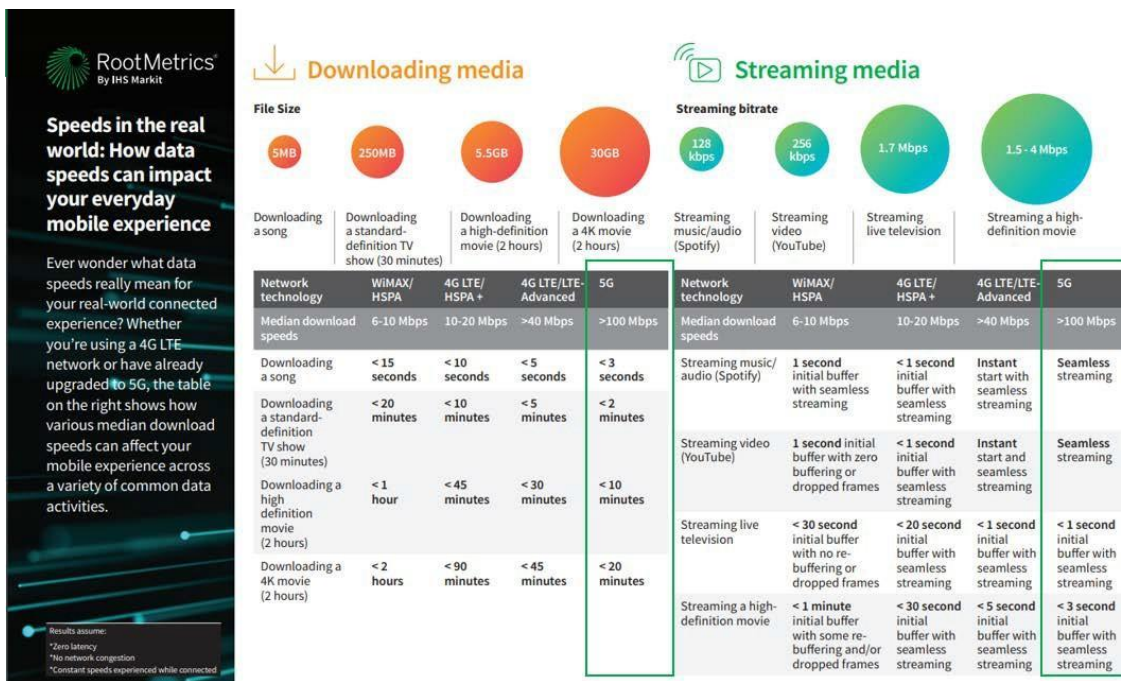 RootMetrics®
By IHS Markit
Speeds in the real
world: How data
speeds can impact
your everyday
mobile experience
Ever wonder what data
speeds really mean for
your real-world connected
experience? Whether
you're using a 4G LTE
network or have already
upgraded to 5G, the table
on the right shows how
various median download
speeds can affect your
mobile experience across
a variety of common data
activities.
Results assume:
*Zero latency
*No network congestion
*Constant speeds experienced while connected
Downloading media
File Size
5MB
250MB
5.5GB
30GB
Downloading
a song
Downloading
a standard-
definition TV
show (30 minutes)
Downloading
a high-definition
movie (2 hours)
Downloading
a 4K movie
(2 hours)
Network
technology
WiMAX/
HSPA
4G LTE/
HSPA +
4G LTE/LTE-
Advanced
5G
Median download
speeds
6-10 Mbps
10-20 Mbps
>40 Mbps
>100 Mbps
Downloading
a song
< 15
seconds
< 10
seconds
< 5
seconds
< 3
seconds
Downloading
a standard-
definition
TV show
(30 minutes)
< 20
minutes
< 10
minutes
< 5
minutes
< 2
minutes
Downloading a
high
definition
movie
(2 hours)
< 1
hour
< 45
minutes
< 30
minutes
< 10
minutes
Downloading a
4K movie
(2 hours)
< 2
hours
< 90
minutes
< 45
minutes
< 20
minutes
Streaming media
Streaming bitrate
128
kbps
256
kbps
1.7 Mbps
1.5 - 4 Mbps
Streaming
music/audio
(Spotify)
Streaming
video
(YouTube)
Streaming
live television
Streaming a high-
definition movie
Network
technology
WiMAX/
HSPA
4G LTE/
HSPA +
4G LTE/LTE-
Advanced
5G
Median download
speeds
6-10 Mbps
10-20 Mbps
>40 Mbps
>100 Mbps
Streaming music/
audio (Spotify)
1 second
initial buffer
with seamless
streaming
< 1 second
initial
buffer with
seamless
streaming
Instant
start with
seamless
streaming
Seamless
streaming
Streaming video
(YouTube)
1 second initial
buffer with zero
buffering or
dropped frames
< 1 second
initial
buffer with
seamless
streaming
Instant
start and
seamless
streaming
Seamless
streaming
Streaming live
television
< 30 second
initial buffer
with no re-
buffering or
dropped frames
< 20 second
initial
buffer with
seamless
streaming
< 1 second
initial
buffer with
seamless
streaming
< 1 second
initial
buffer with
seamless
streaming
Streaming a high-
definition movie
< 1 minute
initial buffer
with some re-
buffering and/or
dropped frames
< 30 second
initial
buffer with
seamless
streaming
< 5 second
initial
buffer with
seamless
streaming
< 3 second
initial
buffer with
seamless
streaming